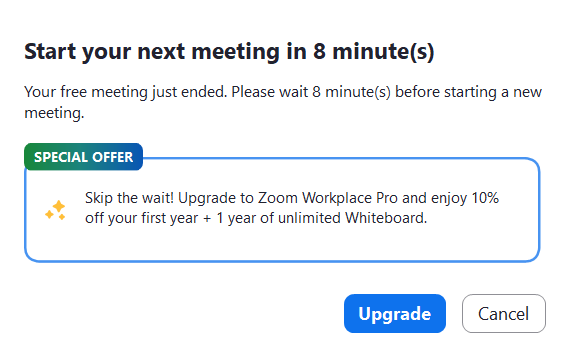 Start your next meeting in 8 minute(s)
Your free meeting just ended. Please wait 8 minute(s) before starting a new
meeting.
SPECIAL OFFER
Skip the wait! Upgrade to Zoom Workplace Pro and enjoy 10%
off your first year + 1 year of unlimited Whiteboard.
Upgrade
Cancel